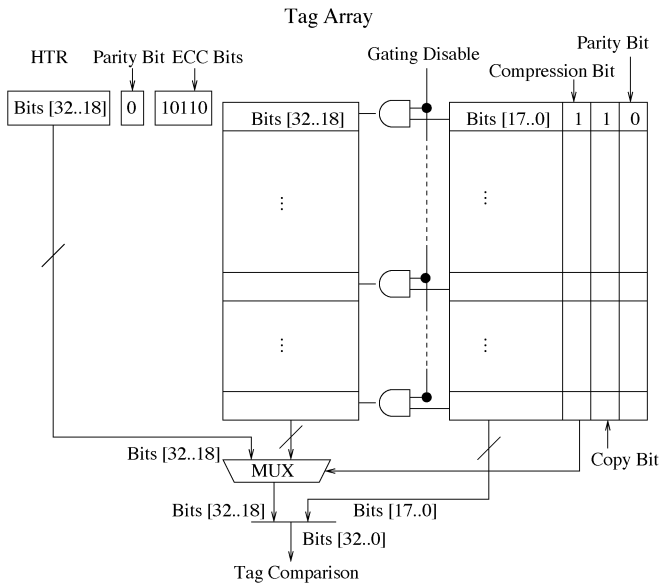 Tag Array
HTR
Parity Bit
ECC Bits
Gating Disable
Parity Bit
Compression Bit
Bits [32..18]
0
10110
Bits [32..18]
Bits [17..0]
1
1
0
...
...
...
...
Copy Bit
Bits [32..18]
MUX
Bits [32..18]
Bits [17..0]
Bits [32..0]
Tag Comparison